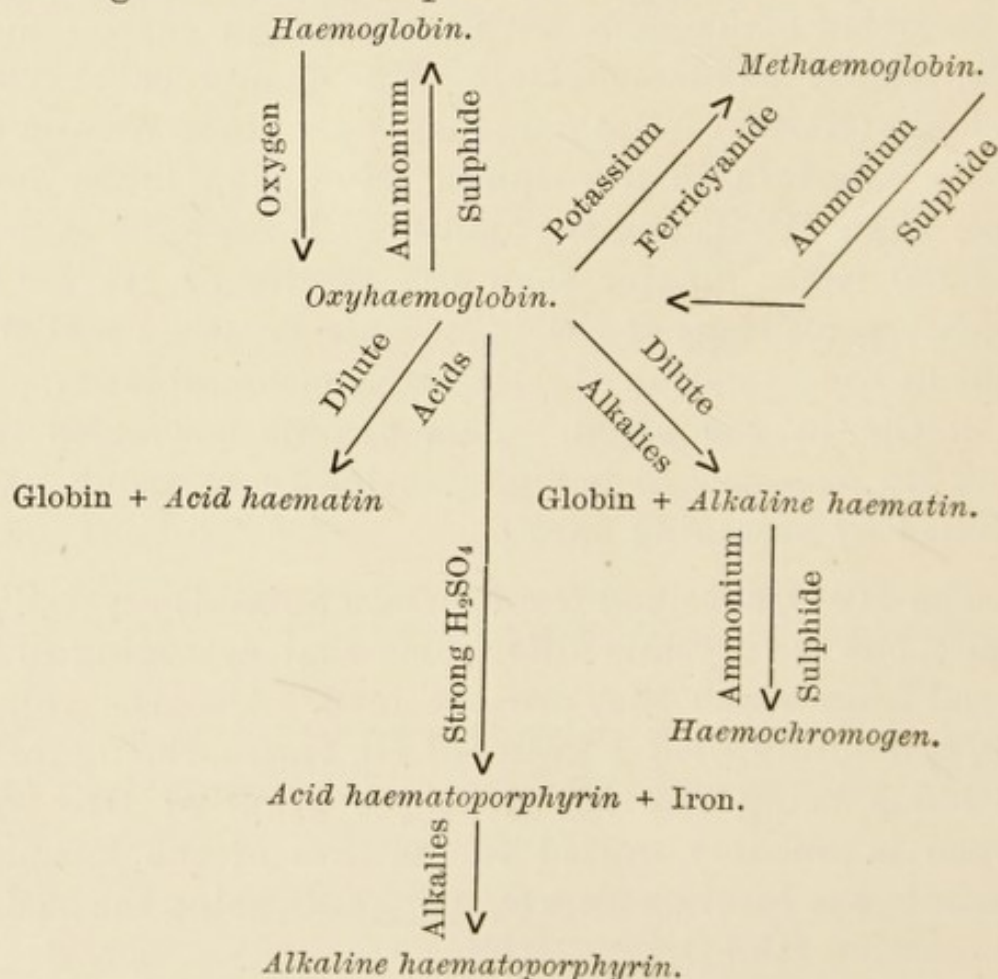 Haemoglobin.
Methaemoglobin.
Oxygen
Ammonium
Sulphide
Potassium
Ferricyanide
Ammonium
Sulphide
Oxyhaemoglobin.
Dilute
Acids
Dilute
Alkalies
Globin + Acid haematin
Globin + Alkaline haematin.
Strong H₂SO₄
Ammonium
Sulphide
Haemochromogen.
Acid haematoporphyrin + Iron.
Alkalies
Alkaline haematoporphyrin.